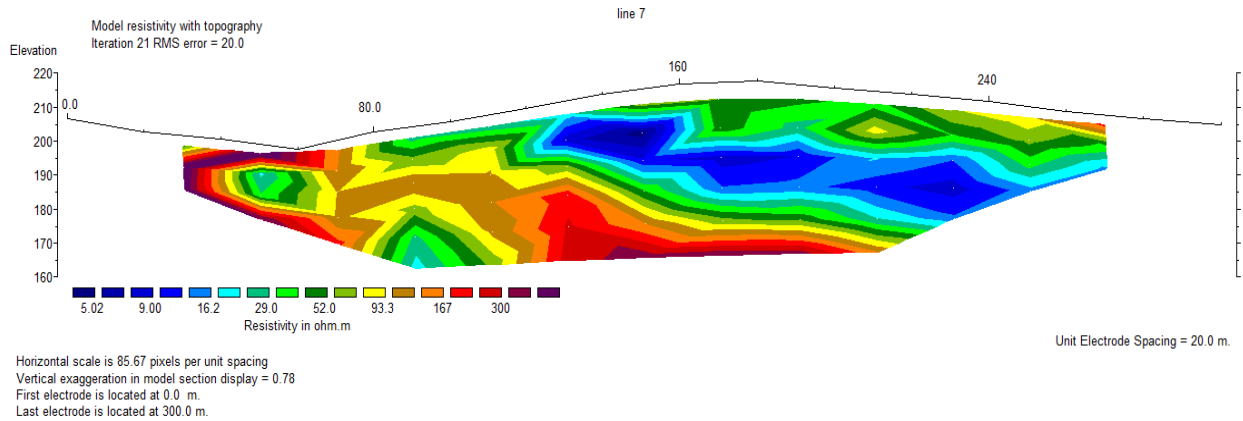 line 7
Model resistivity with topography
Iteration 21 RMS error = 20.0
Elevation
220
210
200
190
180
170
160
0.0
80.0
160
240
5.02 9.00 16.2 29.0 52.0 93.3 167 300
Resistivity in ohm.m
Unit Electrode Spacing = 20.0 m.
Horizontal scale is 85.67 pixels per unit spacing
Vertical exaggeration in model section display = 0.78
First electrode is located at 0.0 m.
Last electrode is located at 300.0 m.